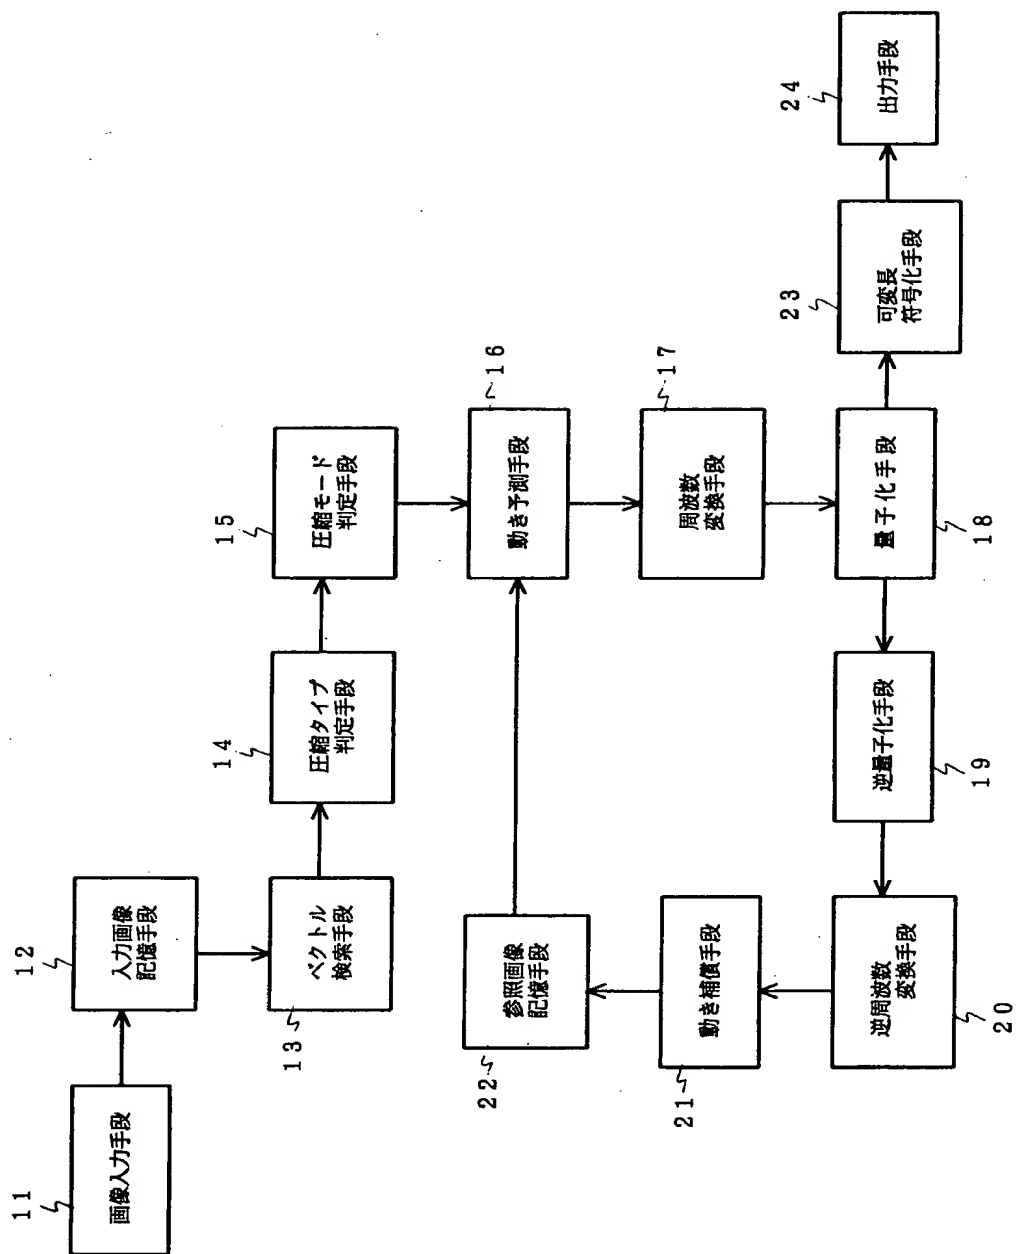 11
画像入力手段
12
入力画像
記憶手段
13
ベクトル
検索手段
14
圧縮タイプ
判定手段
15
圧縮モード
判定手段
16
動き予測手段
17
周波数
変換手段
18
量子化手段
19
逆量子化手段
20
逆周波数
変換手段
21
動き補償手段
22
参照画像
記憶手段
23
可変長
符号化手段
24
出力手段